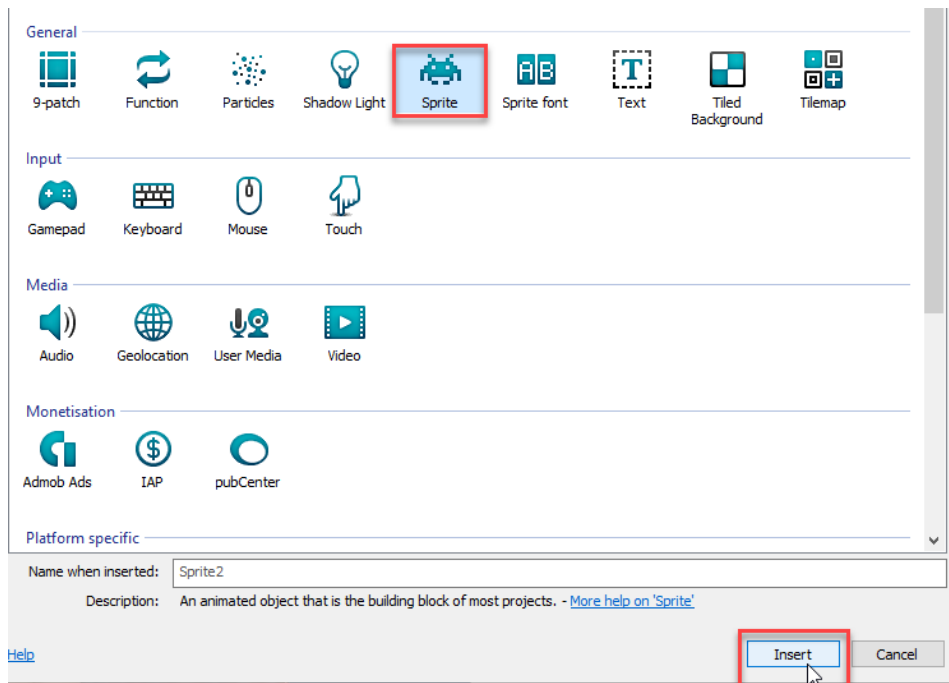 General
9-patch Function Particles Shadow Light Sprite Sprite font Text Tiled Background Tilemap
Input
Gamepad Keyboard Mouse Touch
Media
Audio Geolocation User Media Video
Monetisation
Admob Ads IAP pubCenter
Platform specific
Name when inserted: Sprite2
Description: An animated object that is the building block of most projects. - More help on 'Sprite'
Help Insert Cancel